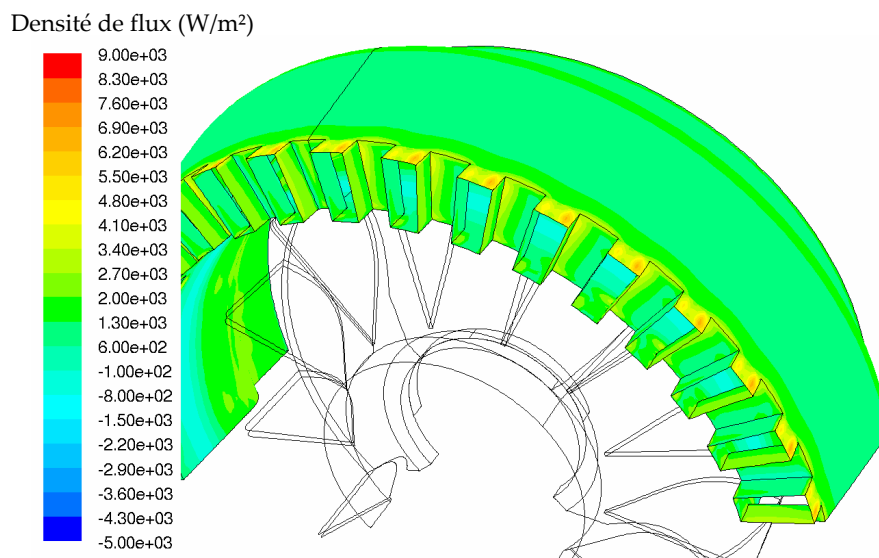 Densité de flux (W/m²)
9.00e+03
8.30e+03
7.60e+03
6.90e+03
6.20e+03
5.50e+03
4.80e+03
4.10e+03
3.40e+03
2.70e+03
2.00e+03
1.30e+03
6.00e+02
-1.00e+02
-8.00e+02
-1.50e+03
-2.20e+03
-2.90e+03
-3.60e+03
-4.30e+03
-5.00e+03